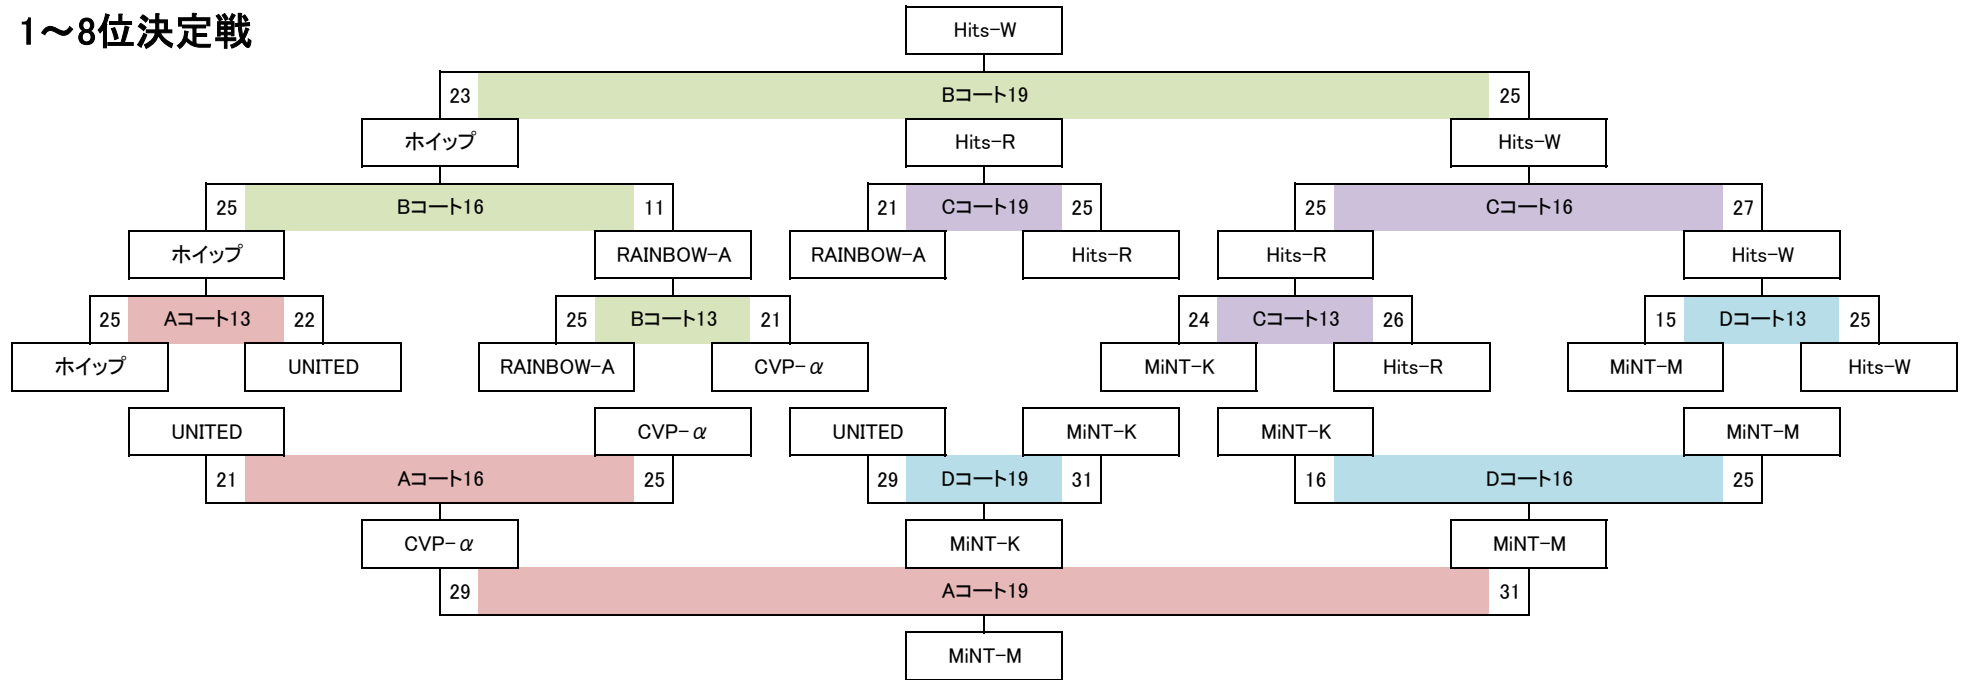 1～8位決定戦
Hits-W
23 Bコート19 25
ホイップ Hits-R Hits-W
25 Bコート16 11 21 Cコート19 25 25 Cコート16 27
ホイップ RAINBOW-A RAINBOW-A Hits-R Hits-R Hits-W
25 Aコート13 22 25 Bコート13 21 24 Cコート13 26 15 Dコート13 25
ホイップ UNITED RAINBOW-A CVP-α MiNT-K Hits-R MiNT-M Hits-W
UNITED CVP-α UNITED MiNT-K MiNT-K MiNT-M
21 Aコート16 25 29 Dコート19 31 16 Dコート16 25
CVP-α MiNT-K MiNT-M
29 Aコート19 31
MiNT-M